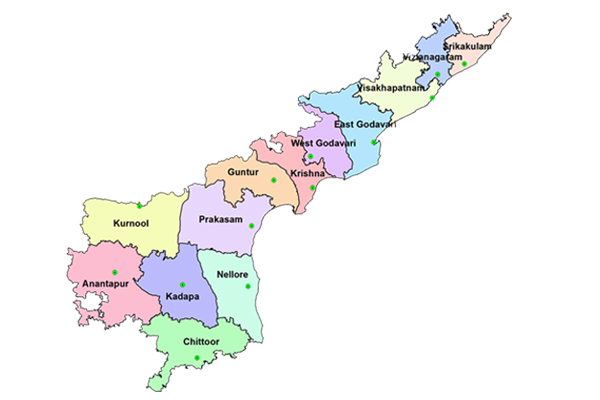 Srikakulam
Vizianagaram
Visakhapatnam
East Godavari
West Godavari
Krishna
Guntur
Prakasam
Kurnool
Nellore
Anantapur
Kadapa
Chittoor